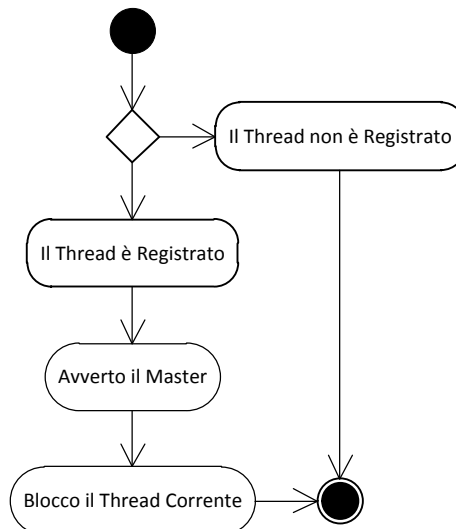 Il Thread non è Registrato
Il Thread è Registrato
Avverto il Master
Blocco il Thread Corrente